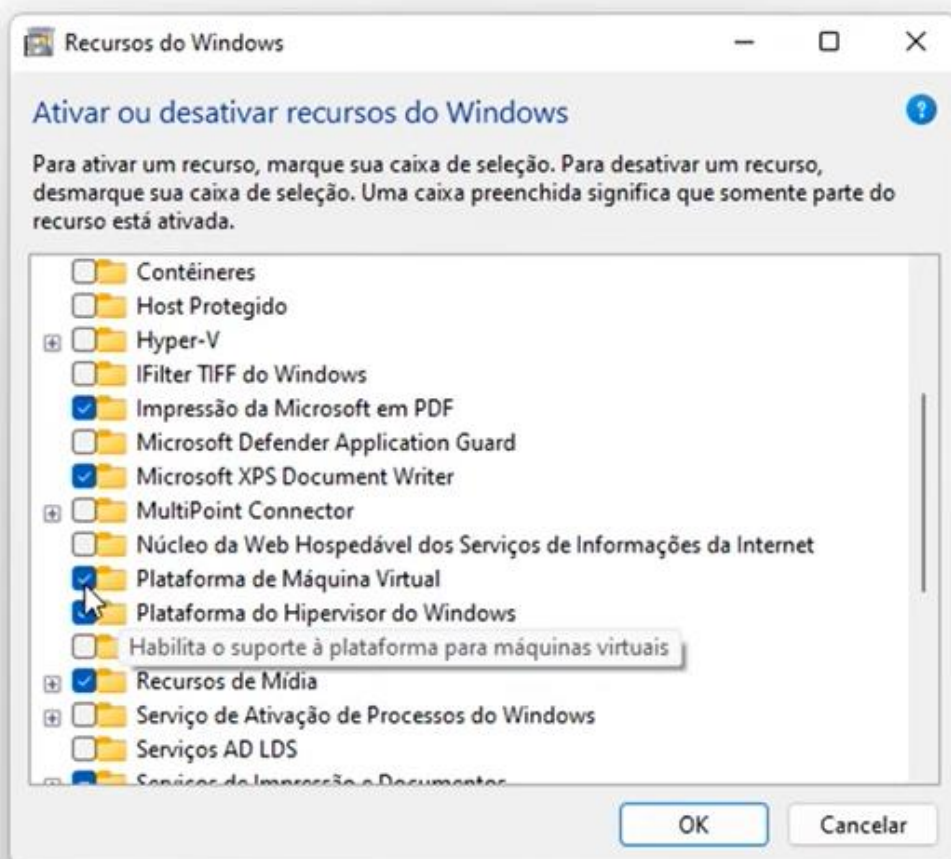 Recursos do Windows
Ativar ou desativar recursos do Windows
Para ativar um recurso, marque sua caixa de seleção. Para desativar um recurso,
desmarque sua caixa de seleção. Uma caixa preenchida significa que somente parte do
recurso está ativada.
Contêineres
Host Protegido
Hyper-V
IFilter TIFF do Windows
Impressão da Microsoft em PDF
Microsoft Defender Application Guard
Microsoft XPS Document Writer
MultiPoint Connector
Núcleo da Web Hospedável dos Serviços de Informações da Internet
Plataforma de Máquina Virtual
Plataforma do Hipervisor do Windows
Habilita o suporte à plataforma para máquinas virtuais
Recursos de Mídia
Serviço de Ativação de Processos do Windows
Serviços AD LDS
Serviços de Impressão e Documentos
OK
Cancelar